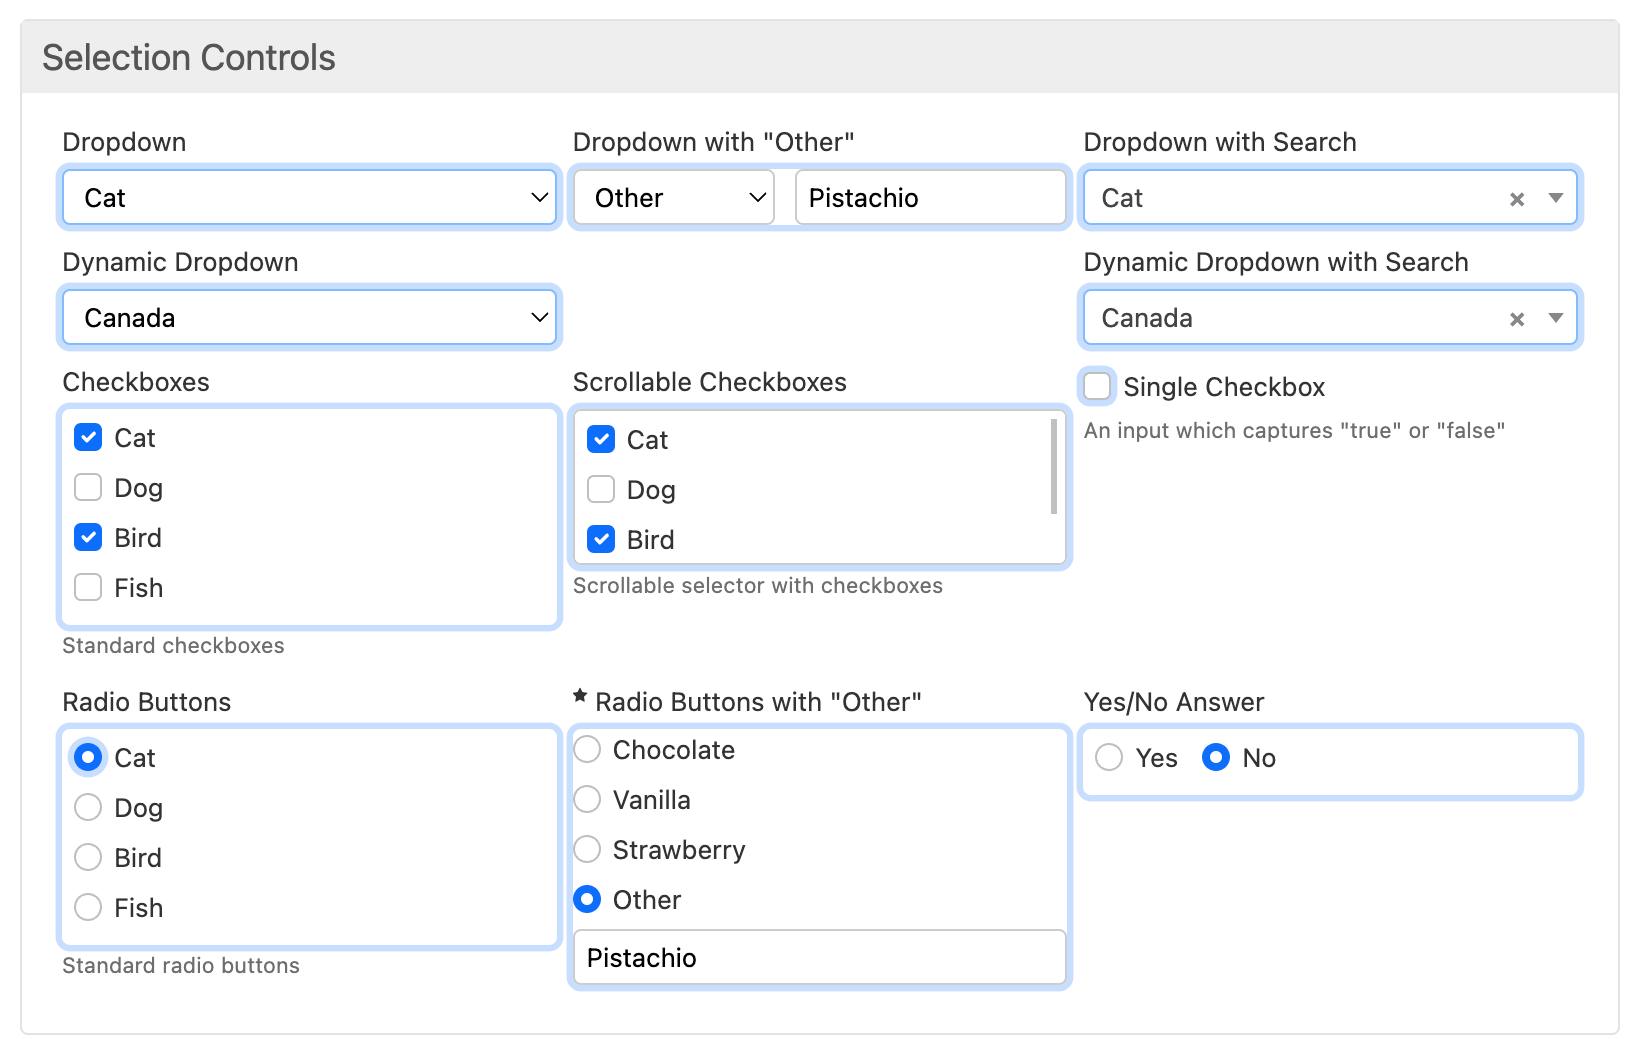 Selection Controls
Dropdown
Cat
Dropdown with "Other"
Other
Pistachio
Dropdown with Search
Cat
Dynamic Dropdown
Canada
Dynamic Dropdown with Search
Canada
Checkboxes
Cat
Dog
Bird
Fish
Standard checkboxes
Scrollable Checkboxes
Cat
Dog
Bird
Scrollable selector with checkboxes
Single Checkbox
An input which captures "true" or "false"
Radio Buttons
Cat
Dog
Bird
Fish
Standard radio buttons
Radio Buttons with "Other"
Chocolate
Vanilla
Strawberry
Other
Pistachio
Yes/No Answer
Yes No